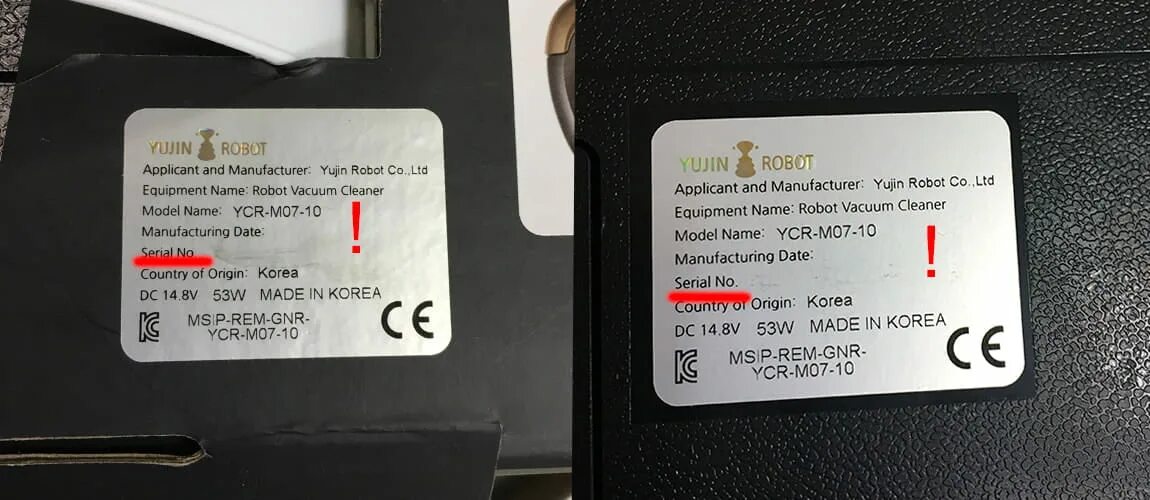 YUJIN ROBOT
Applicant and Manufacturer: Yujin Robot Co.,Ltd
Equipment Name: Robot Vacuum Cleaner
Model Name: YCR-M07-10
Manufacturing Date:
Serial No
Country of Origin: Korea
DC 14.8V 53W MADE IN KOREA
MSIP-REM-GNR-
YCR-M07-10
CE
!
YUJIN ROBOT
Applicant and Manufacturer: Yujin Robot Co.,Ltd
Equipment Name: Robot Vacuum Cleaner
Model Name: YCR-M07-10
Manufacturing Date:
Serial No.
Country of Origin: Korea
DC 14.8V 53W MADE IN KOREA
MSIP-REM-GNR-
YCR-M07-10
CE
!